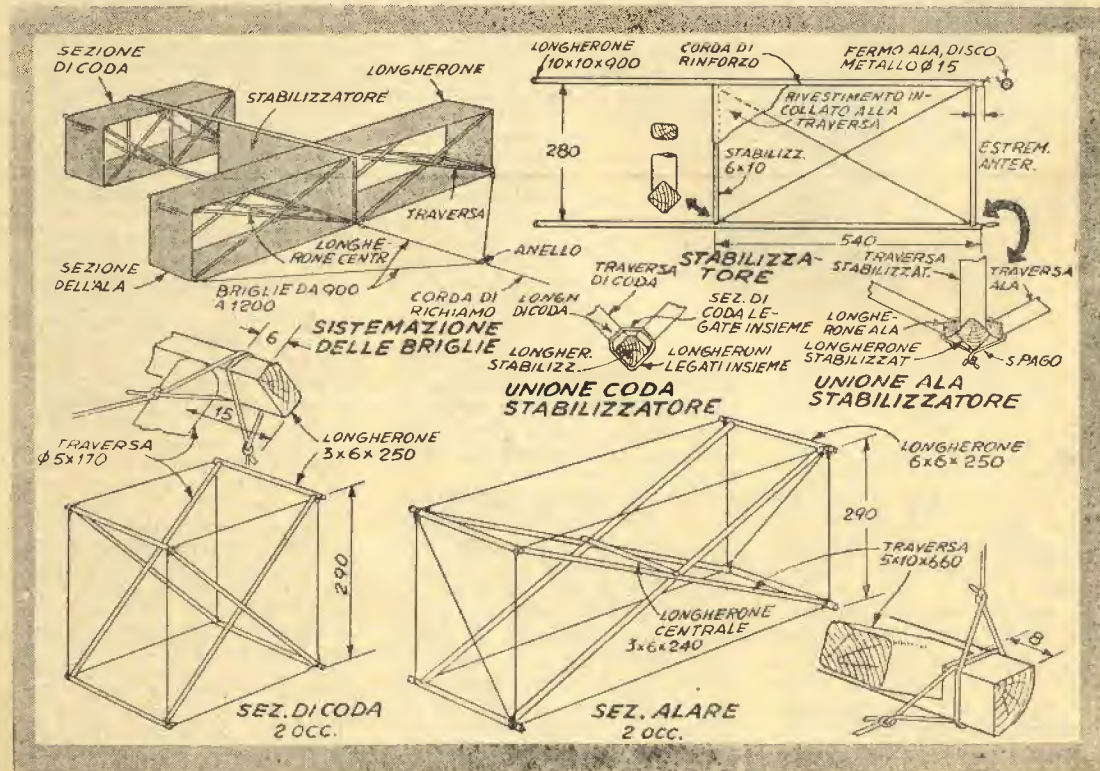 SEZIONE
DI CODA
STABILIZZATORE
LONGHERONE
TRAVERSA
LONGHE-
RONE CENTR
SEZIONE
DELL'ALA
BRIGLIE DA 900
A 1200
CORDA DI
RICHIAMO
ANELLO
SISTEMAZIONE
DELLE BRIGLIE
LONGHERONE
10x10x900
CORDA DI
RINFORZO
FERMO ALA, DISCO
METALLO Ø 15
RIVESTIMENTO IN-
COLLATO ALLA
TRAVERSA
280
STABILIZZ.
6x10
ESTREM.
ANTER.
540
STABILIZZA-
TORE
TRAVERSA
DI CODA
LONGH
DI CODA
SEZ. DI
CODA LE-
GATE INSIEME
LONGHER.
STABILIZZ.
LONGHERONI
LEGATI INSIEME
UNIONE CODA
STABILIZZATORE
TRAVERSA
STABILIZZAT.
TRAVERSA
ALA
LONGHE-
RONE ALA
LONGHERONE
STABILIZZAT
SPAGO
UNIONE ALA
STABILIZZATORE
6
15
TRAVERSA
Ø 5x170
LONGHERONE
3x6x250
290
SEZ. DI CODA
2 OCC.
LONGHERONE
6x6x250
290
TRAVERSA
5x10x660
LONGHERONE
CENTRALE
3x6x240
8
SEZ. ALARE
2 OCC.